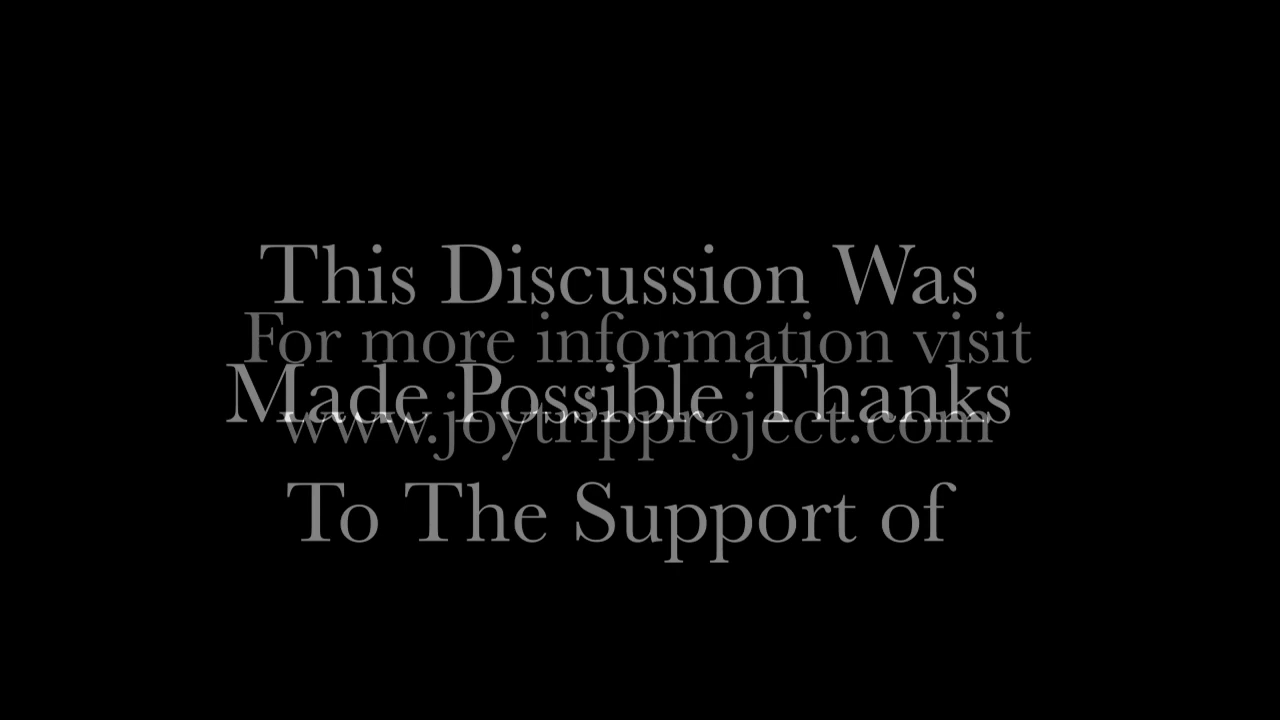 This Discussion Was
For more information visit
Made Possible Thanks
www.joytripproject.com
To The Support of